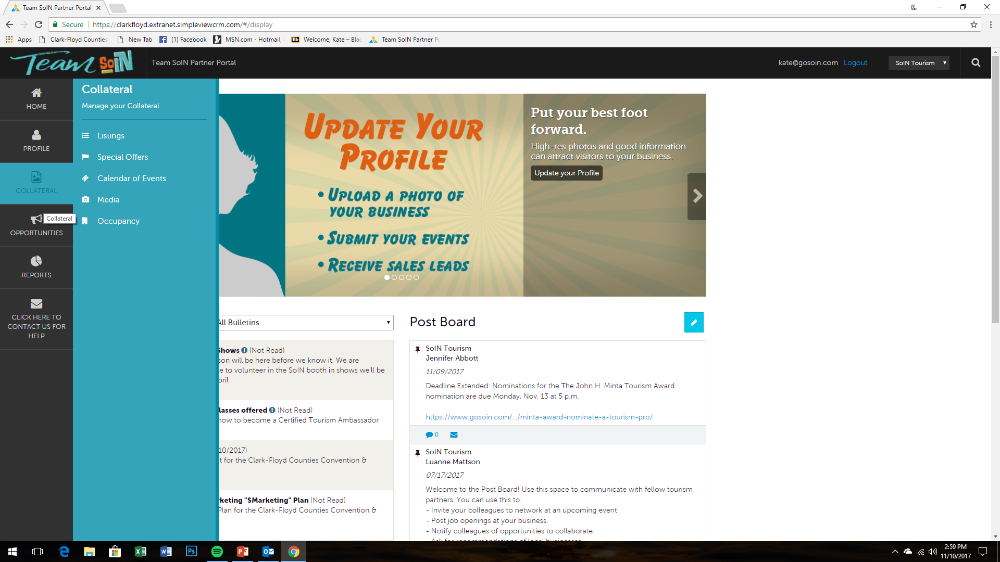 Team SoIN Partner Portal
Secure
https://clarkfloyd.extranet.simpleviewcrm.com/#/display
Apps
Clark-Floyd Counties
New Tab
(1) Facebook
MSN.com - Hotmail,
Bb
Welcome, Kate – Blac
Team SoIN Partner Po
Team SoIN
Team SoIN Partner Portal
kate@gosoin.com Logout
SoIN Tourism
HOME
PROFILE
COLLATERAL
Collateral
OPPORTUNITIES
REPORTS
CLICK HERE TO
CONTACT US FOR
HELP
Collateral
Manage your Collateral
Listings
Special Offers
Calendar of Events
Media
Occupancy
UPDATE YOUR
PROFILE
• UPLOAD A PHOTO OF
YOUR BUSINESS
• SUBMIT YOUR EVENTS
• RECEIVE SALES LEADS
Put your best foot
forward.
High-res photos and good information
can attract visitors to your business.
Update your Profile
All Bulletins
Shows (Not Read)
son will be here before we know it. We are
e to volunteer in the SoIN booth in shows we'll be
pril
lasses offered (Not Read)
how to become a Certified Tourism Ambassador
10/2017)
rt for the Clark-Floyd Counties Convention &
rketing "SMarketing" Plan (Not Read)
Plan for the Clark-Floyd Counties Convention &
Post Board
SoIN Tourism
Jennifer Abbott
11/09/2017
Deadline Extended: Nominations for the The John H. Minta Tourism Award
nomination are due Monday, Nov. 13 at 5 p.m.
https://www.gosoin.com/.../minta-award-nominate-a-tourism-pro/
0
SoIN Tourism
Luanne Mattson
07/17/2017
Welcome to the Post Board! Use this space to communicate with fellow tourism
partners. You can use this to:
- Invite your colleagues to network at an upcoming event
- Post job openings at your business.
- Notify colleagues of opportunities to collaborate.
- Ask for recommendations of local businesses
Ps
2:59 PM
11/10/2017